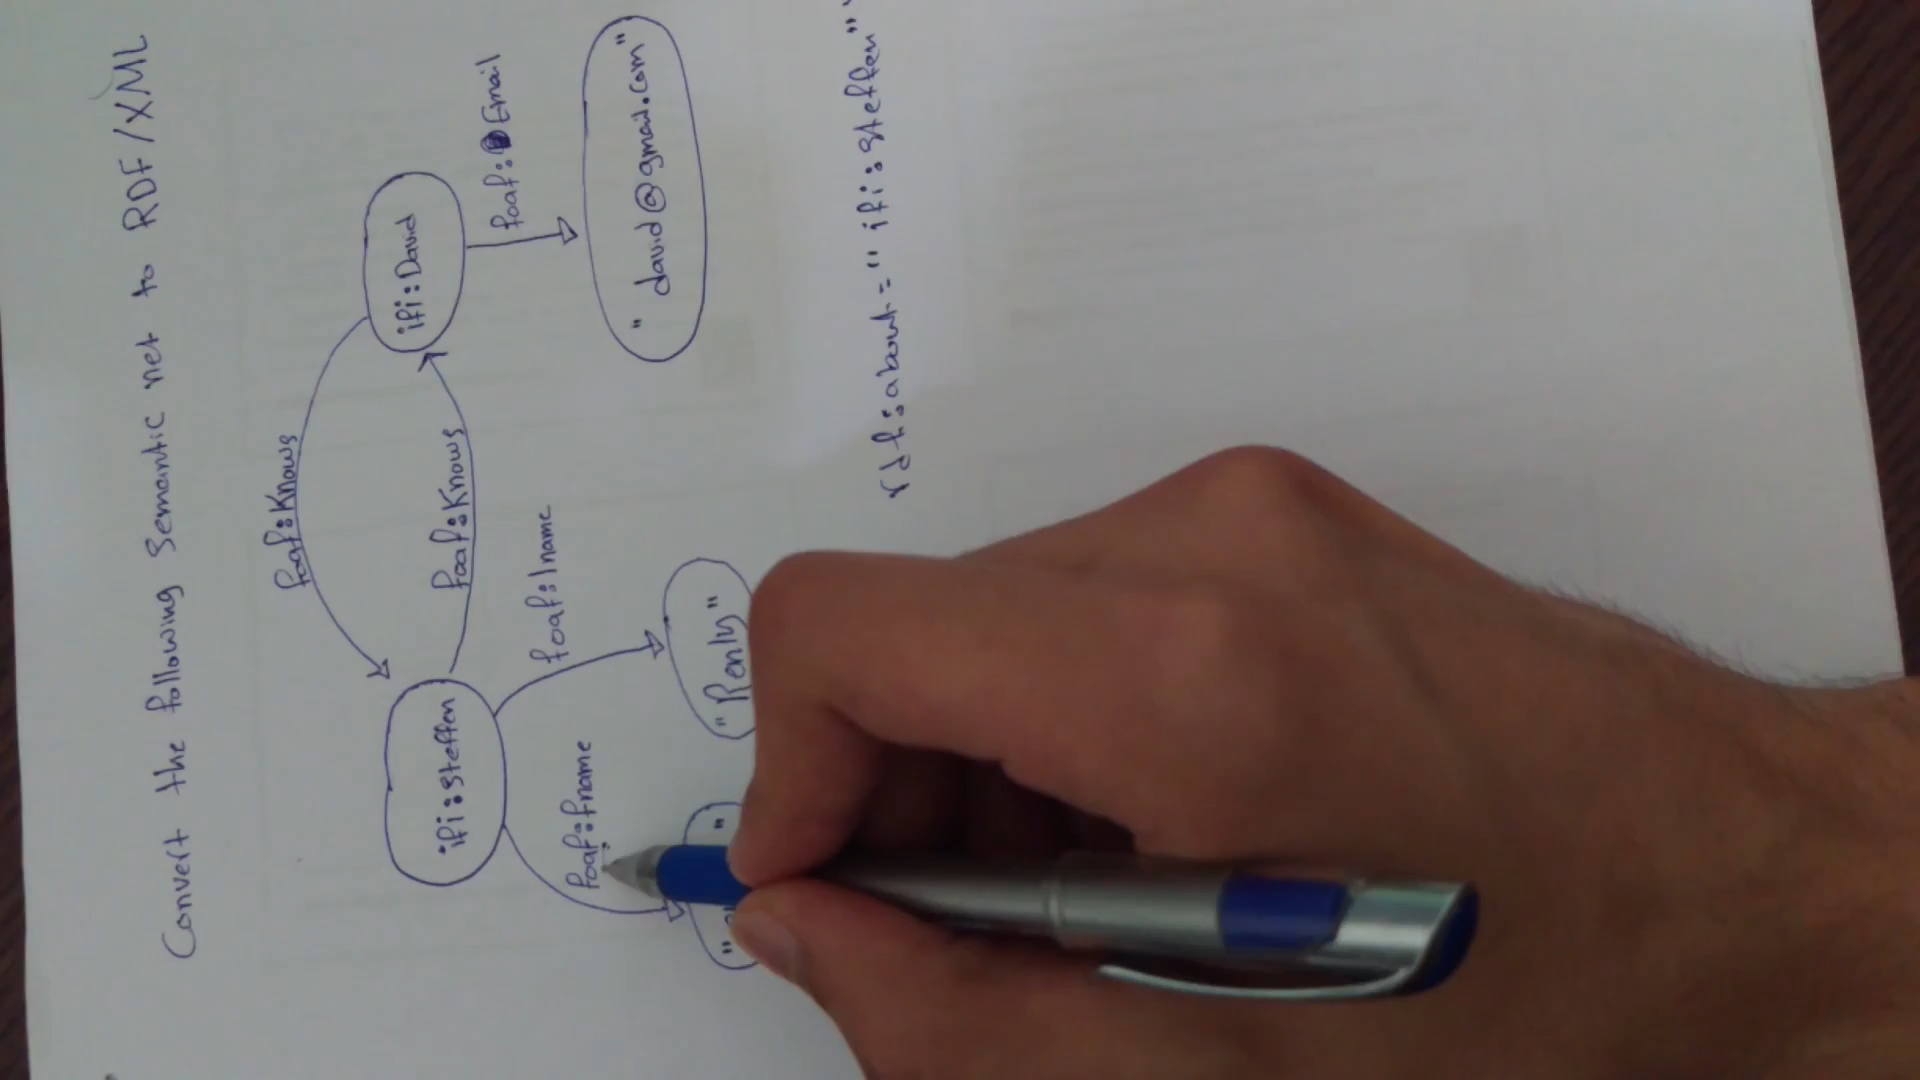 Convert the following Semantic net to RDF/XML
foaf:Knows
ifi:Steffen
foaf:Knows
ifi:David
foaf:fname
foaf:lname
foaf:Email
"Renly"
"david@gmail.com"
rdf:about="ifi:steffen"